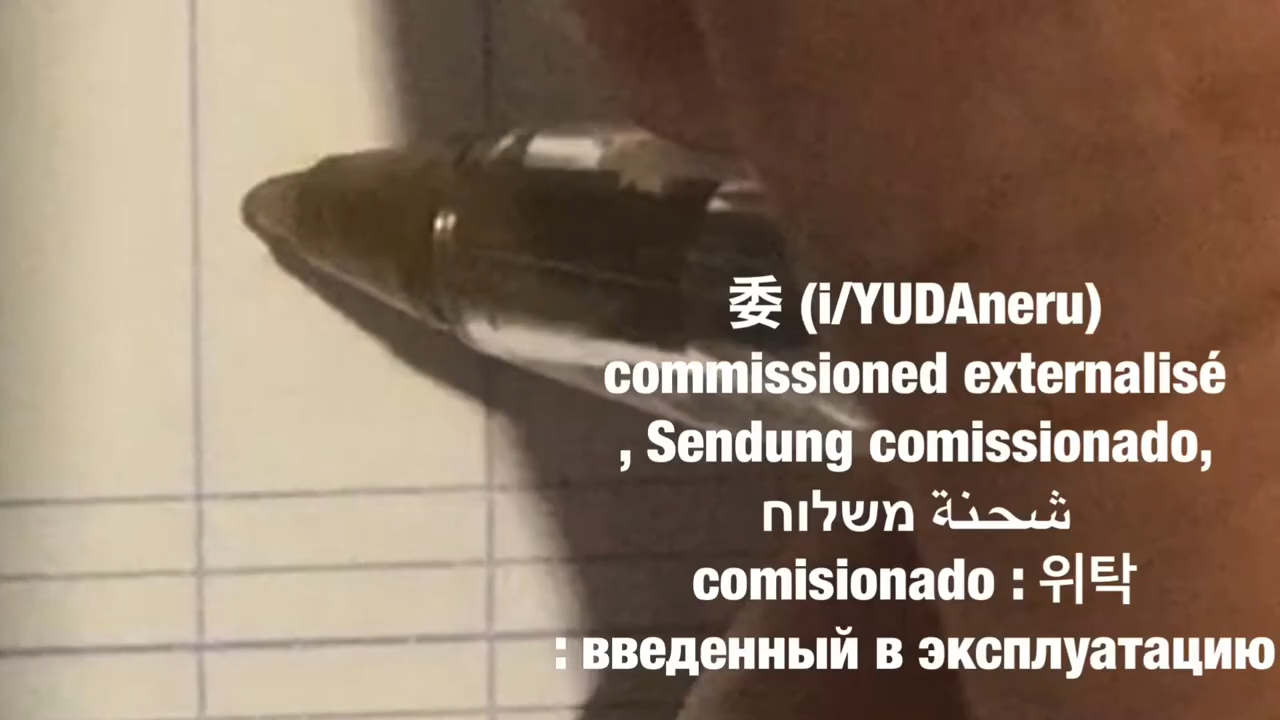 委 (i/YUDAneru)
commissioned externalisé
, Sendung comissionado,
شحنة משלוח
comisionado : 위탁
: введенный в эксплуатацию